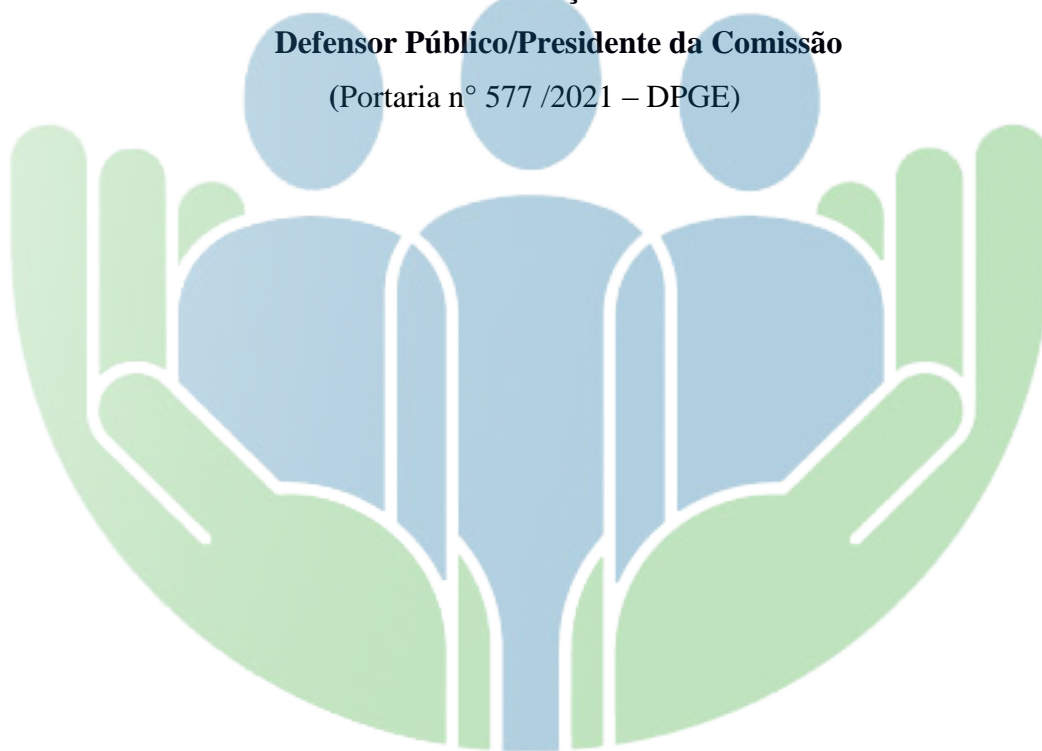 Defensor Público/Presidente da Comissão
(Portaria n° 577 /2021 – DPGE)